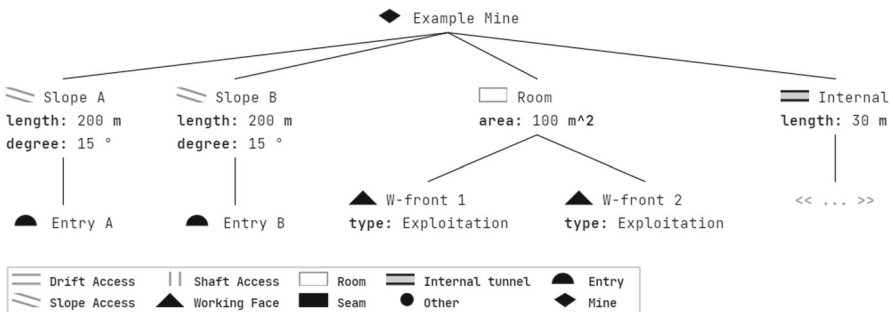 Example Mine
Slope A
length: 200 m
degree: 15 °
Slope B
length: 200 m
degree: 15 °
Room
area: 100 m^2
Internal
length: 30 m
Entry A
Entry B
W-front 1
type: Exploitation
W-front 2
type: Exploitation
<< ... >>
Drift Access
Shaft Access
Room
Internal tunnel
Entry
Slope Access
Working Face
Seam
Other
Mine